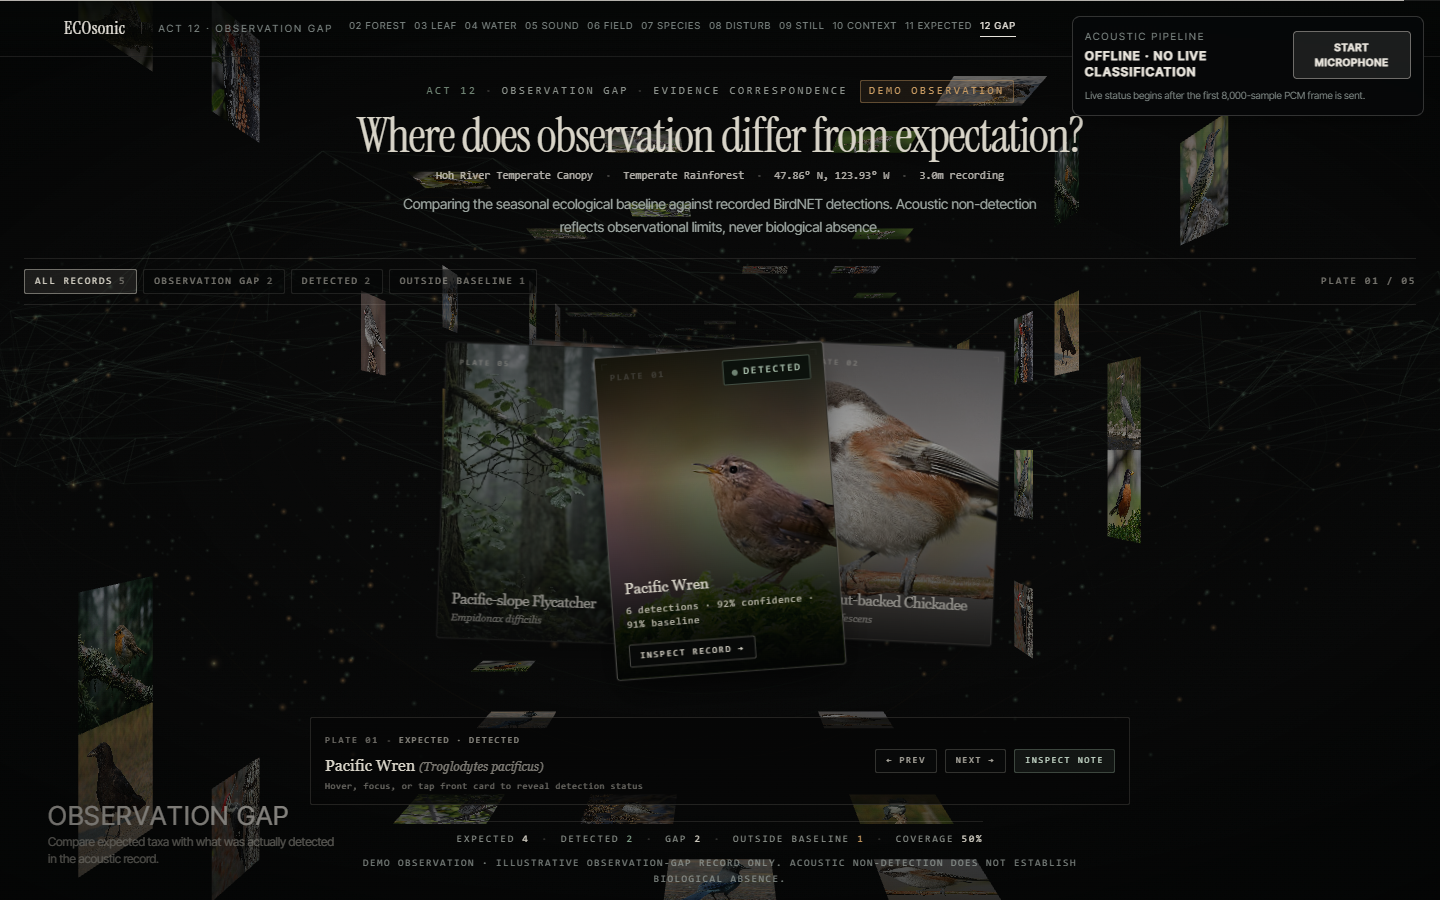 ECOsonic
ACT 12 · OBSERVATION GAP
02 FOREST 03 LEAF 04 WATER 05 SOUND 06 FIELD 07 SPECIES 08 DISTURB 09 STILL 10 CONTEXT 11 EXPECTED 12 GAP
ACOUSTIC PIPELINE
OFFLINE · NO LIVE
CLASSIFICATION
START
MICROPHONE
Live status begins after the first 8,000-sample PCM frame is sent.
ACT 12 · OBSERVATION GAP · EVIDENCE CORRESPONDENCE DEMO OBSERVATION
Where does observation differ from expectation?
Hoh River Temperate Canopy · Temperate Rainforest · 47.86° N, 123.93° W · 3.0m recording
Comparing the seasonal ecological baseline against recorded BirdNET detections. Acoustic non-detection
reflects observational limits, never biological absence.
ALL RECORDS 5 OBSERVATION GAP 2 DETECTED 2 OUTSIDE BASELINE 1
PLATE 01 / 05
PLATE 01
DETECTED
Pacific-slope Flycatcher
Empidonax difficilis
Pacific Wren
6 detections · 92% confidence ·
91% baseline
INSPECT RECORD →
ut-backed Chickadee
escens
PLATE 01 · EXPECTED · DETECTED
Pacific Wren (Troglodytes pacificus)
Hover, focus, or tap front card to reveal detection status
← PREV NEXT → INSPECT NOTE
OBSERVATION GAP
Compare expected taxa with what was actually detected
in the acoustic record.
EXPECTED 4 · DETECTED 2 · GAP 2 · OUTSIDE BASELINE 1 · COVERAGE 50%
DEMO OBSERVATION · ILLUSTRATIVE OBSERVATION-GAP RECORD ONLY. ACOUSTIC NON-DETECTION DOES NOT ESTABLISH
BIOLOGICAL ABSENCE.